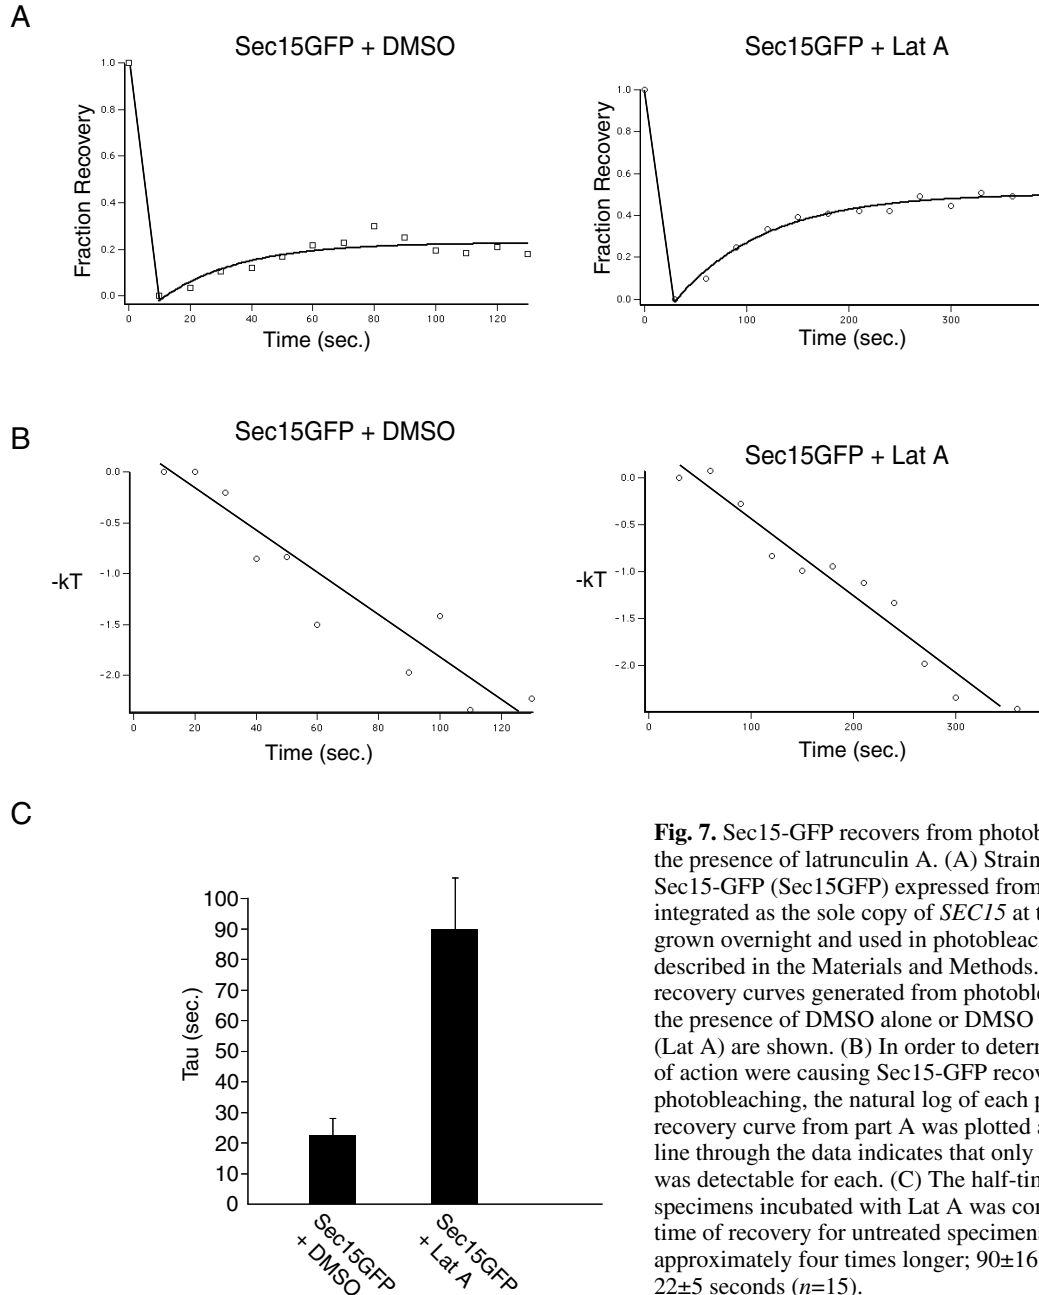 A
Sec15GFP + DMSO
Fraction Recovery
1.0
0.8
0.6
0.4
0.2
0.0
0 20 40 60 80 100 120
Time (sec.)
Sec15GFP + Lat A
Fraction Recovery
1.0
0.8
0.6
0.4
0.2
0.0
0 100 200 300
Time (sec.)
B
Sec15GFP + DMSO
-kT
0.0
-0.5
-1.0
-1.5
-2.0
0 20 40 60 80 100 120
Time (sec.)
Sec15GFP + Lat A
-kT
0.0
-0.5
-1.0
-1.5
-2.0
0 100 200 300
Time (sec.)
C
Tau (sec.)
100
90
80
70
60
50
40
30
20
10
0
Sec15GFP
+ DMSO
Sec15GFP
+ Lat A
Fig. 7. Sec15-GFP recovers from photob
the presence of latrunculin A. (A) Strain
Sec15-GFP (Sec15GFP) expressed from
integrated as the sole copy of SEC15 at t
grown overnight and used in photobleac
described in the Materials and Methods.
recovery curves generated from photoble
the presence of DMSO alone or DMSO
(Lat A) are shown. (B) In order to determ
of action were causing Sec15-GFP recov
photobleaching, the natural log of each p
recovery curve from part A was plotted a
line through the data indicates that only
was detectable for each. (C) The half-tim
specimens incubated with Lat A was con
time of recovery for untreated specimens
approximately four times longer; 90±16
22±5 seconds (n=15).